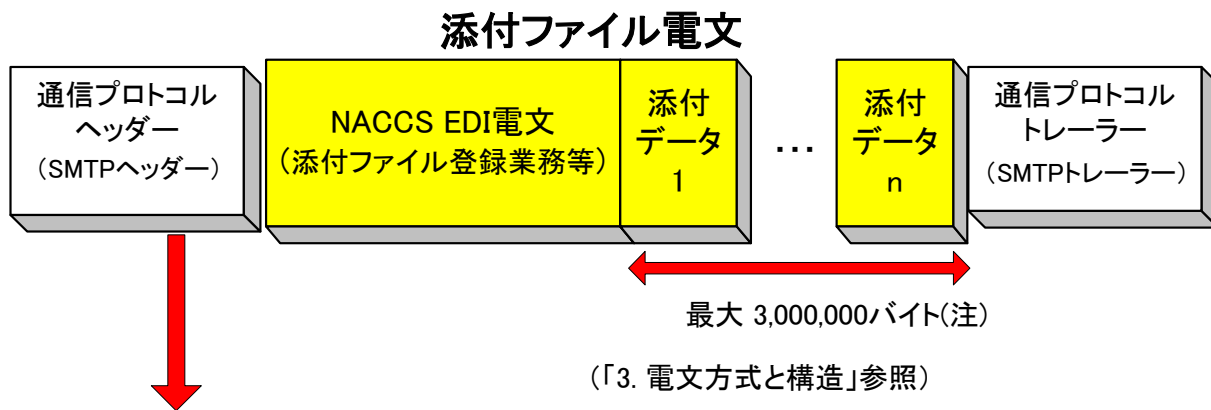 添付ファイル電文
通信プロトコル
ヘッダー
(SMTPヘッダー)
NACCS EDI電文
(添付ファイル登録業務等)
添付
データ
1
...
添付
データ
n
通信プロトコル
トレーラー
(SMTPトレーラー)
最大 3,000,000バイト(注)
(「3. 電文方式と構造」参照)